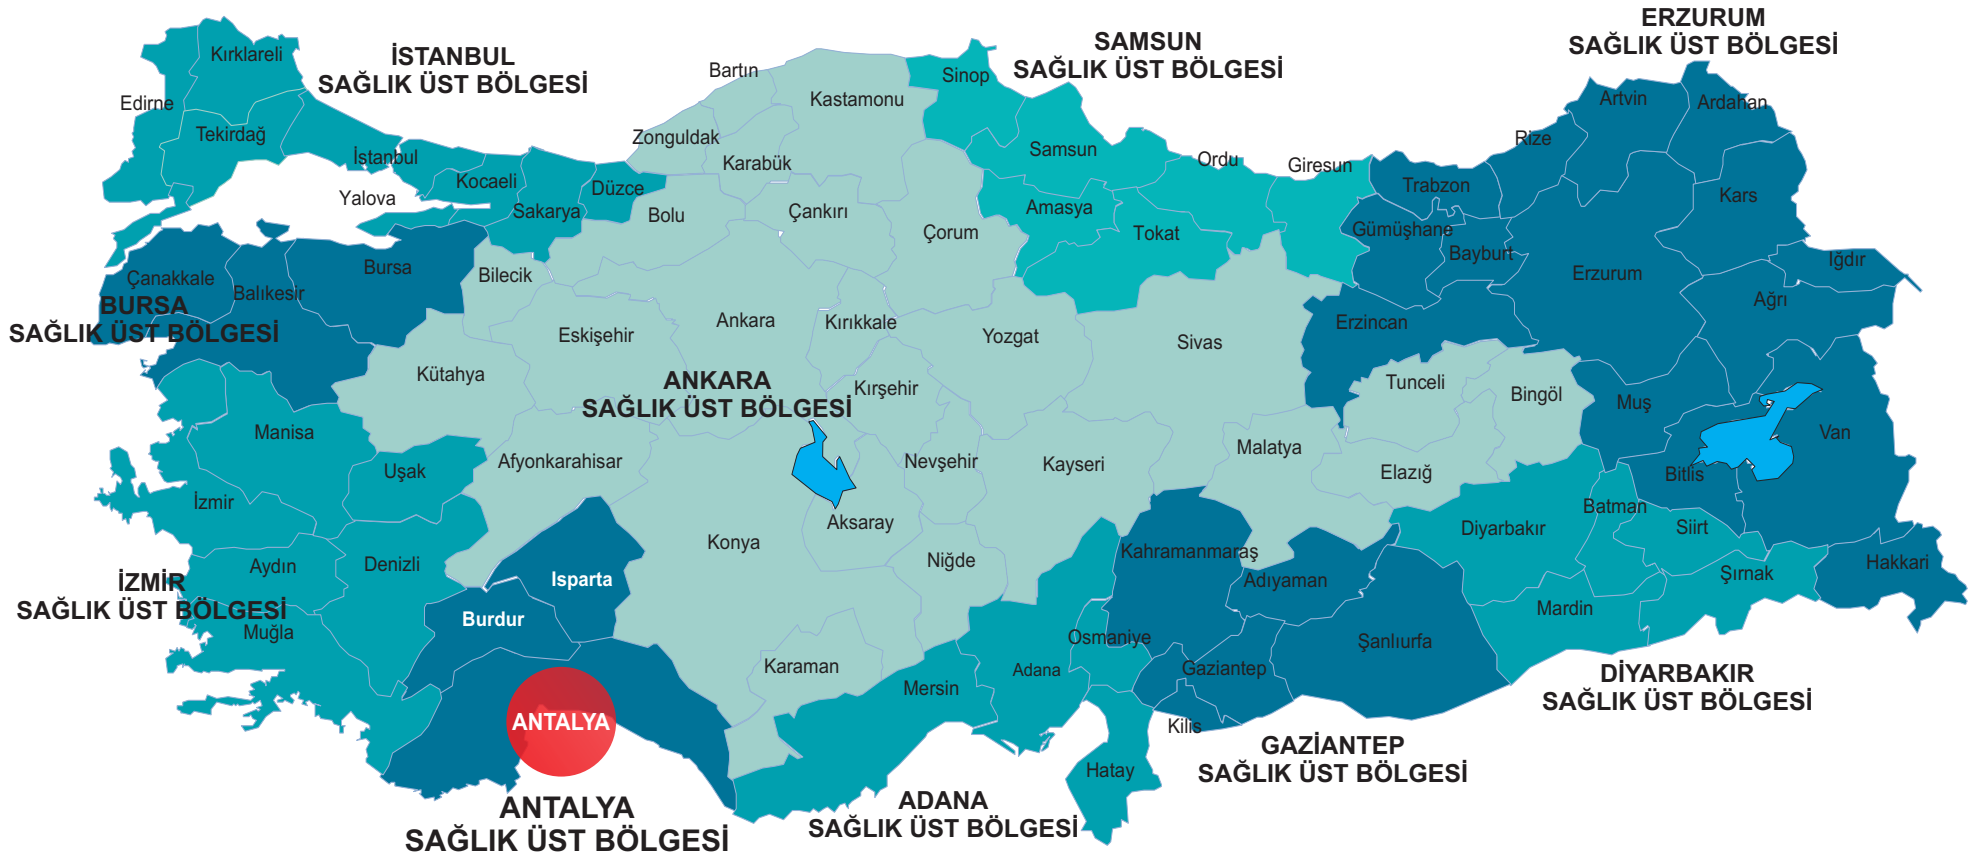 ERZURUM
SAĞLIK ÜST BÖLGESİ
SAMSUN
SAĞLIK ÜST BÖLGESİ
İSTANBUL
SAĞLIK ÜST BÖLGESİ
Kırklareli
Edirne
Tekirdağ
İstanbul
Yalova
Kocaeli
Sakarya
Düzce
Bartın
Kastamonu
Zonguldak
Karabük
Bolu
Çankırı
Çorum
Sinop
Samsun
Ordu
Giresun
Amasya
Tokat
Artvin
Ardahan
Rize
Trabzon
Kars
Gümüşhane
Bayburt
Erzurum
Iğdır
Ağrı
Erzincan
Çanakkale
Balıkesir
Bursa
BURSA
SAĞLIK ÜST BÖLGESİ
Bilecik
Eskişehir
Ankara
Kırıkkale
Yozgat
Sivas
Kütahya
ANKARA
SAĞLIK ÜST BÖLGESİ
Kırşehir
Tunceli
Bingöl
Muş
Van
Bitlis
Manisa
Uşak
Afyonkarahisar
Nevşehir
Kayseri
Malatya
Elazığ
İzmir
Aksaray
Konya
Niğde
Kahramanmaraş
Adıyaman
Diyarbakır
Batman
Siirt
Şırnak
Hakkari
Mardin
Aydın
Denizli
İZMİR
SAĞLIK ÜST BÖLGESİ
Muğla
Isparta
Burdur
Karaman
Mersin
Adana
Osmaniye
Gaziantep
Şanlıurfa
Kilis
Hatay
ANTALYA
DİYARBAKIR
SAĞLIK ÜST BÖLGESİ
GAZİANTEP
SAĞLIK ÜST BÖLGESİ
ADANA
SAĞLIK ÜST BÖLGESİ
ANTALYA
SAĞLIK ÜST BÖLGESİ